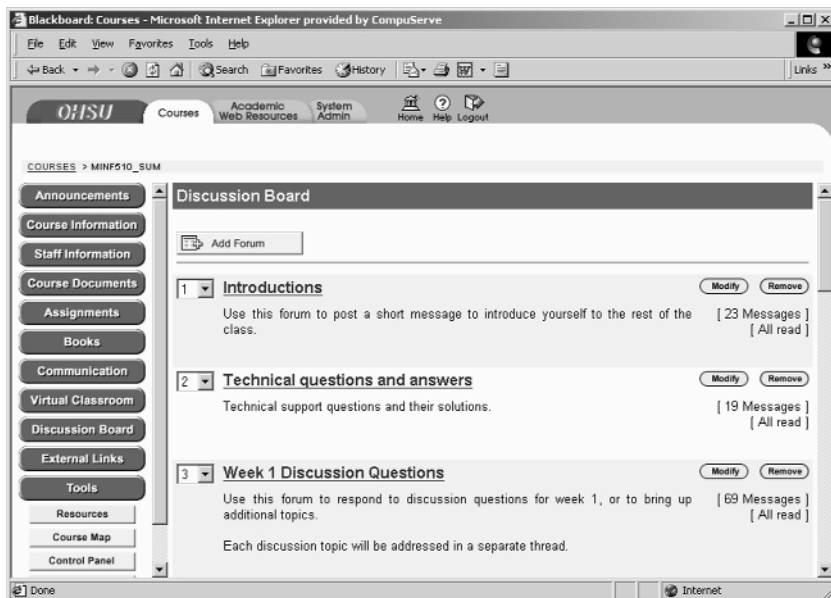 Blackboard: Courses - Microsoft Internet Explorer provided by CompuServe
File Edit View Favorites Tools Help
Back Search Favorites History Links »
OHSU Courses Academic Web Resources System Admin Home Help Logout
COURSES > MINF510_SUM
Announcements
Course Information
Staff Information
Course Documents
Assignments
Books
Communication
Virtual Classroom
Discussion Board
External Links
Tools
Resources
Course Map
Control Panel
Discussion Board
Add Forum
1 Introductions Modify Remove
Use this forum to post a short message to introduce yourself to the rest of the [ 23 Messages ]
class. [ All read ]
2 Technical questions and answers Modify Remove
Technical support questions and their solutions. [ 19 Messages ]
[ All read ]
3 Week 1 Discussion Questions Modify Remove
Use this forum to respond to discussion questions for week 1, or to bring up [ 69 Messages ]
additional topics. [ All read ]
Each discussion topic will be addressed in a separate thread.
Done Internet